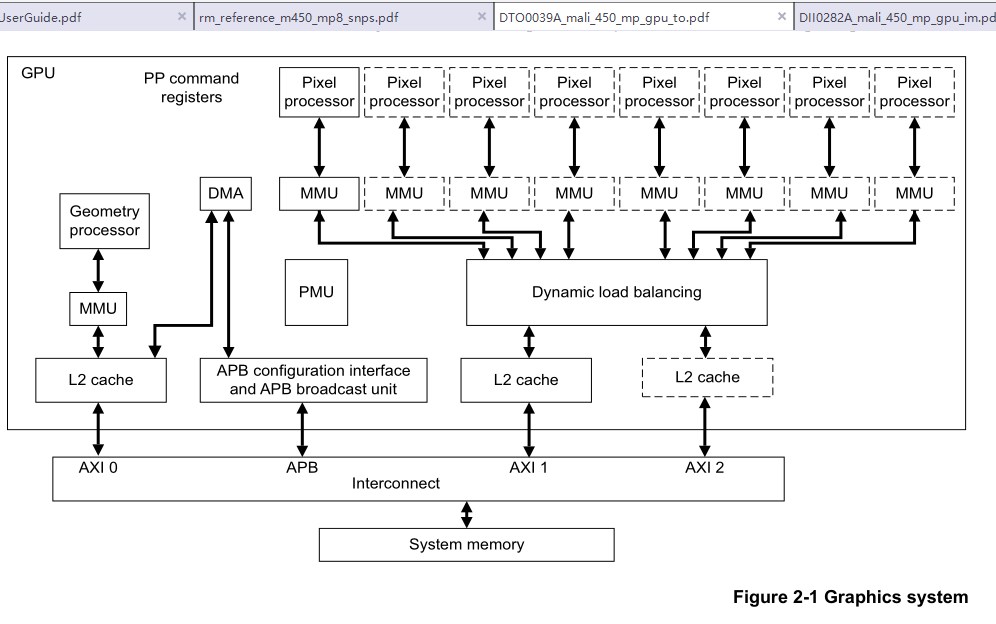 UserGuide.pdf × rm_reference_m450_mp8_snps.pdf × DTO0039A_mali_450_mp_gpu_to.pdf × DII0282A_mali_450_mp_gpu_im.pd
GPU
PP command
registers
Pixel
processor
Pixel
processor
Pixel
processor
Pixel
processor
Pixel
processor
Pixel
processor
Pixel
processor
Pixel
processor
DMA
MMU
MMU
MMU
MMU
MMU
MMU
MMU
MMU
Geometry
processor
MMU
PMU
Dynamic load balancing
L2 cache
APB configuration interface
and APB broadcast unit
L2 cache
L2 cache
AXI 0
APB
AXI 1
AXI 2
Interconnect
System memory
Figure 2-1 Graphics system